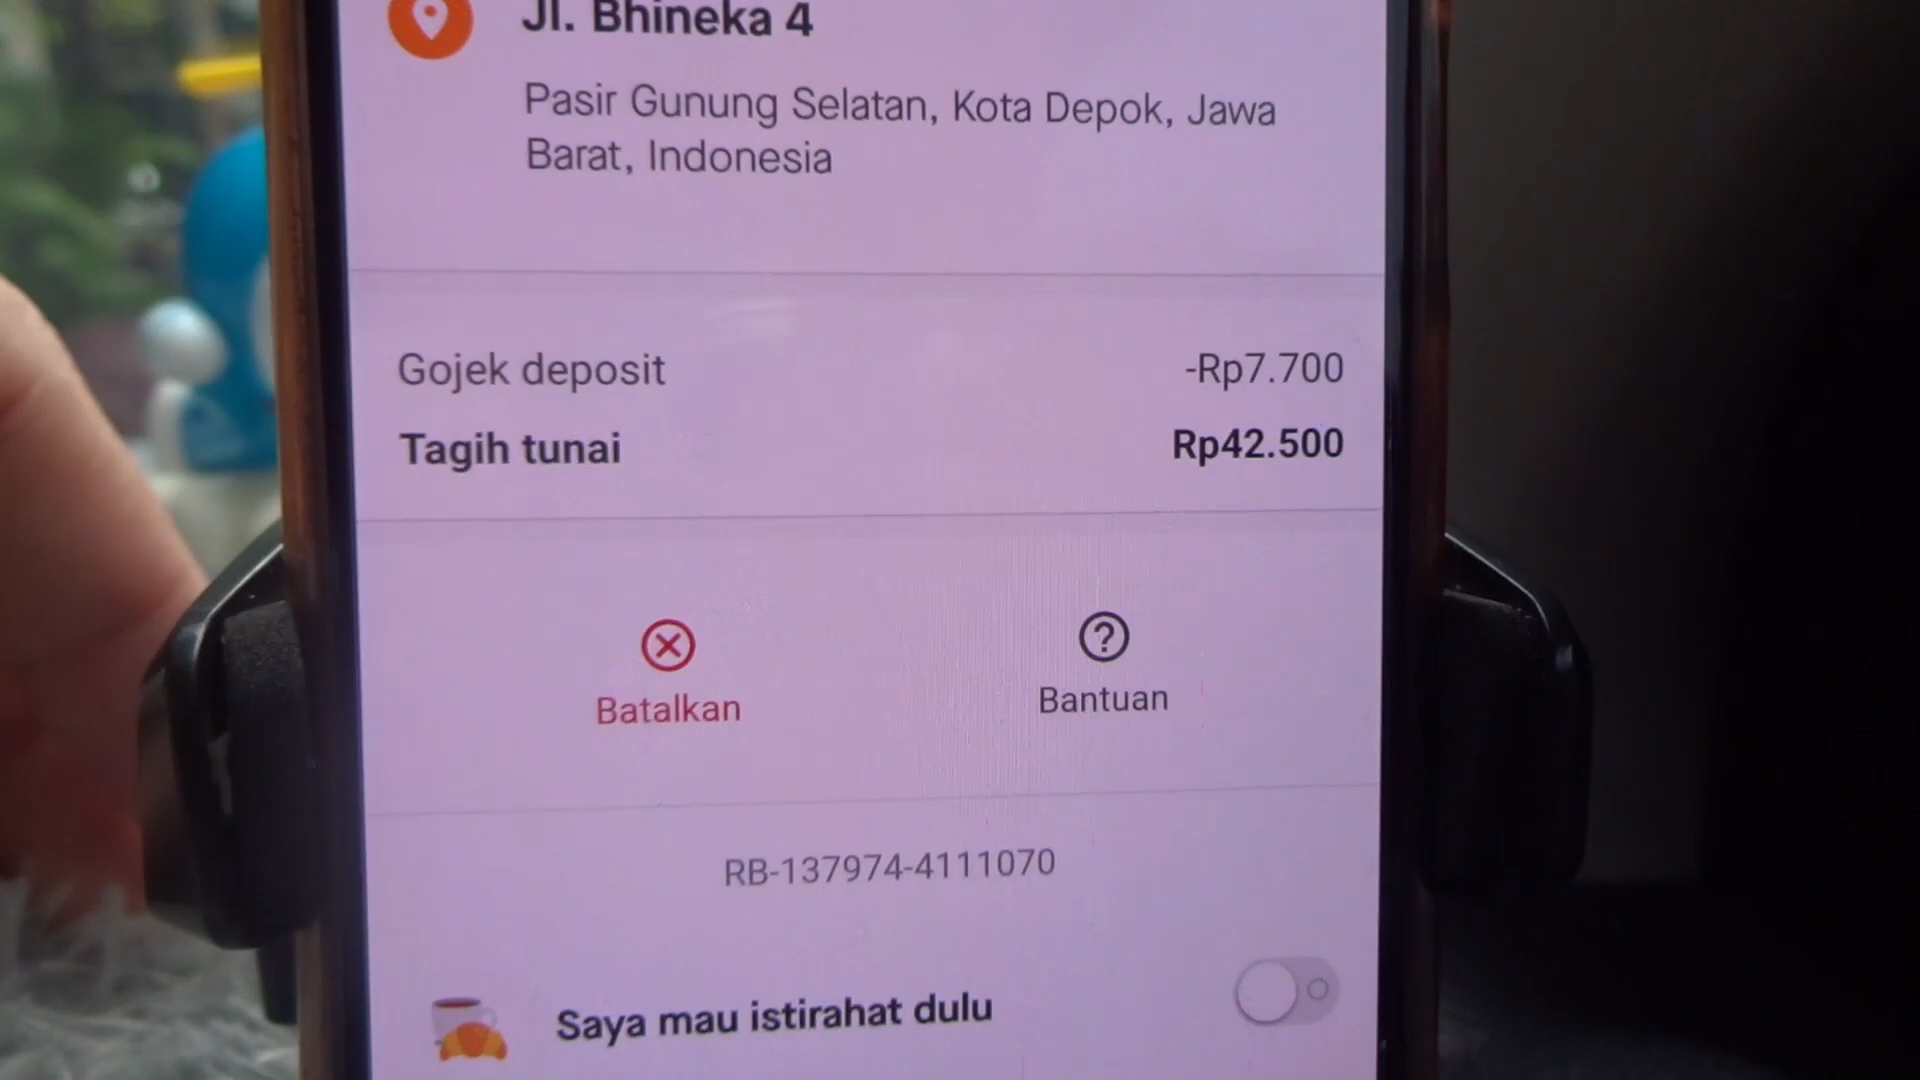 Jl. Bhineka 4
Pasir Gunung Selatan, Kota Depok, Jawa
Barat, Indonesia
Gojek deposit -Rp7.700
Tagih tunai Rp42.500
Batalkan Bantuan
RB-137974-4111070
Saya mau istirahat dulu